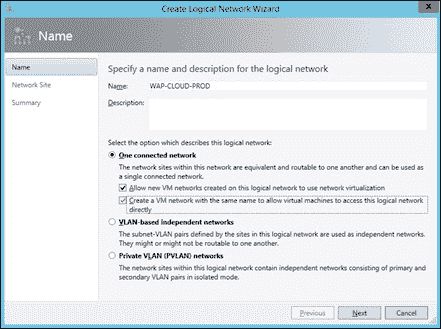 Create Logical Network Wizard
x
Name
Name
Network Site
Summary
Specify a name and description for the logical network
Name: WAP-CLOUD-PROD
Description:
Select the option which describes this logical network:
One connected network
The network sites within this network are equivalent and routable to one another and can be used as
a single connected network.
Allow new VM networks created on this logical network to use network virtualization
Create a VM network with the same name to allow virtual machines to access this logical network
directly
VLAN-based independent networks
The subnet-VLAN pairs defined by the sites in this logical network are used as independent networks.
They might or might not be routable to one another.
Private VLAN (PVLAN) networks
The network sites within this logical network contain independent networks consisting of primary and
secondary VLAN pairs in isolated mode.
Previous
Next
Cancel